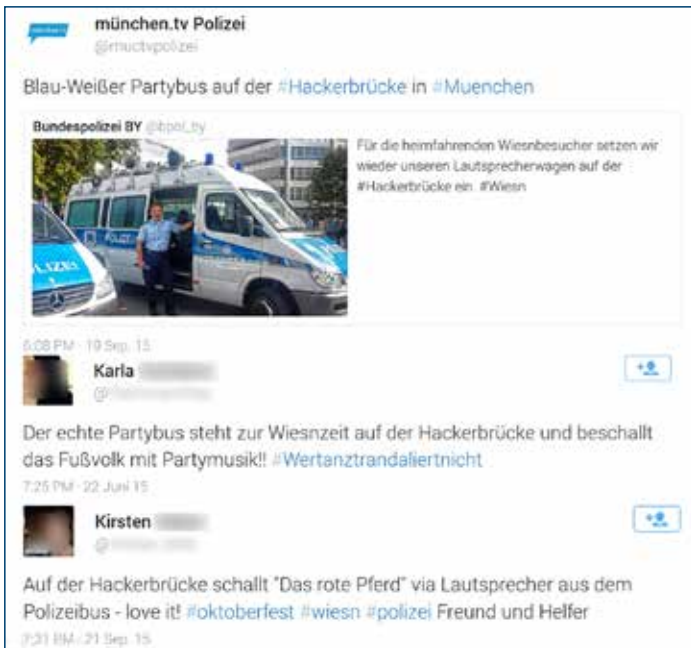 münchen.tv Polizei
@muctvpolizei
Blau-Weißer Partybus auf der #Hackerbrücke in #Muenchen
Bundespolizei BY @bpol_by
Für die heimfahrenden Wiesnbesucher setzen wir
wieder unseren Lautsprecherwagen auf der
#Hackerbrücke ein. #Wiesn
POLIZEI
6:08 PM - 19 Sep. 15
Karla
@
Der echte Partybus steht zur Wiesnzeit auf der Hackerbrücke und beschallt
das Fußvolk mit Partymusik!! #Wertanztrandaliertnicht
7:25 PM - 22 Juni 15
Kirsten
@
Auf der Hackerbrücke schallt "Das rote Pferd" via Lautsprecher aus dem
Polizeibus - love it! #oktoberfest #wiesn #polizei Freund und Helfer
7:31 PM - 21 Sep. 15